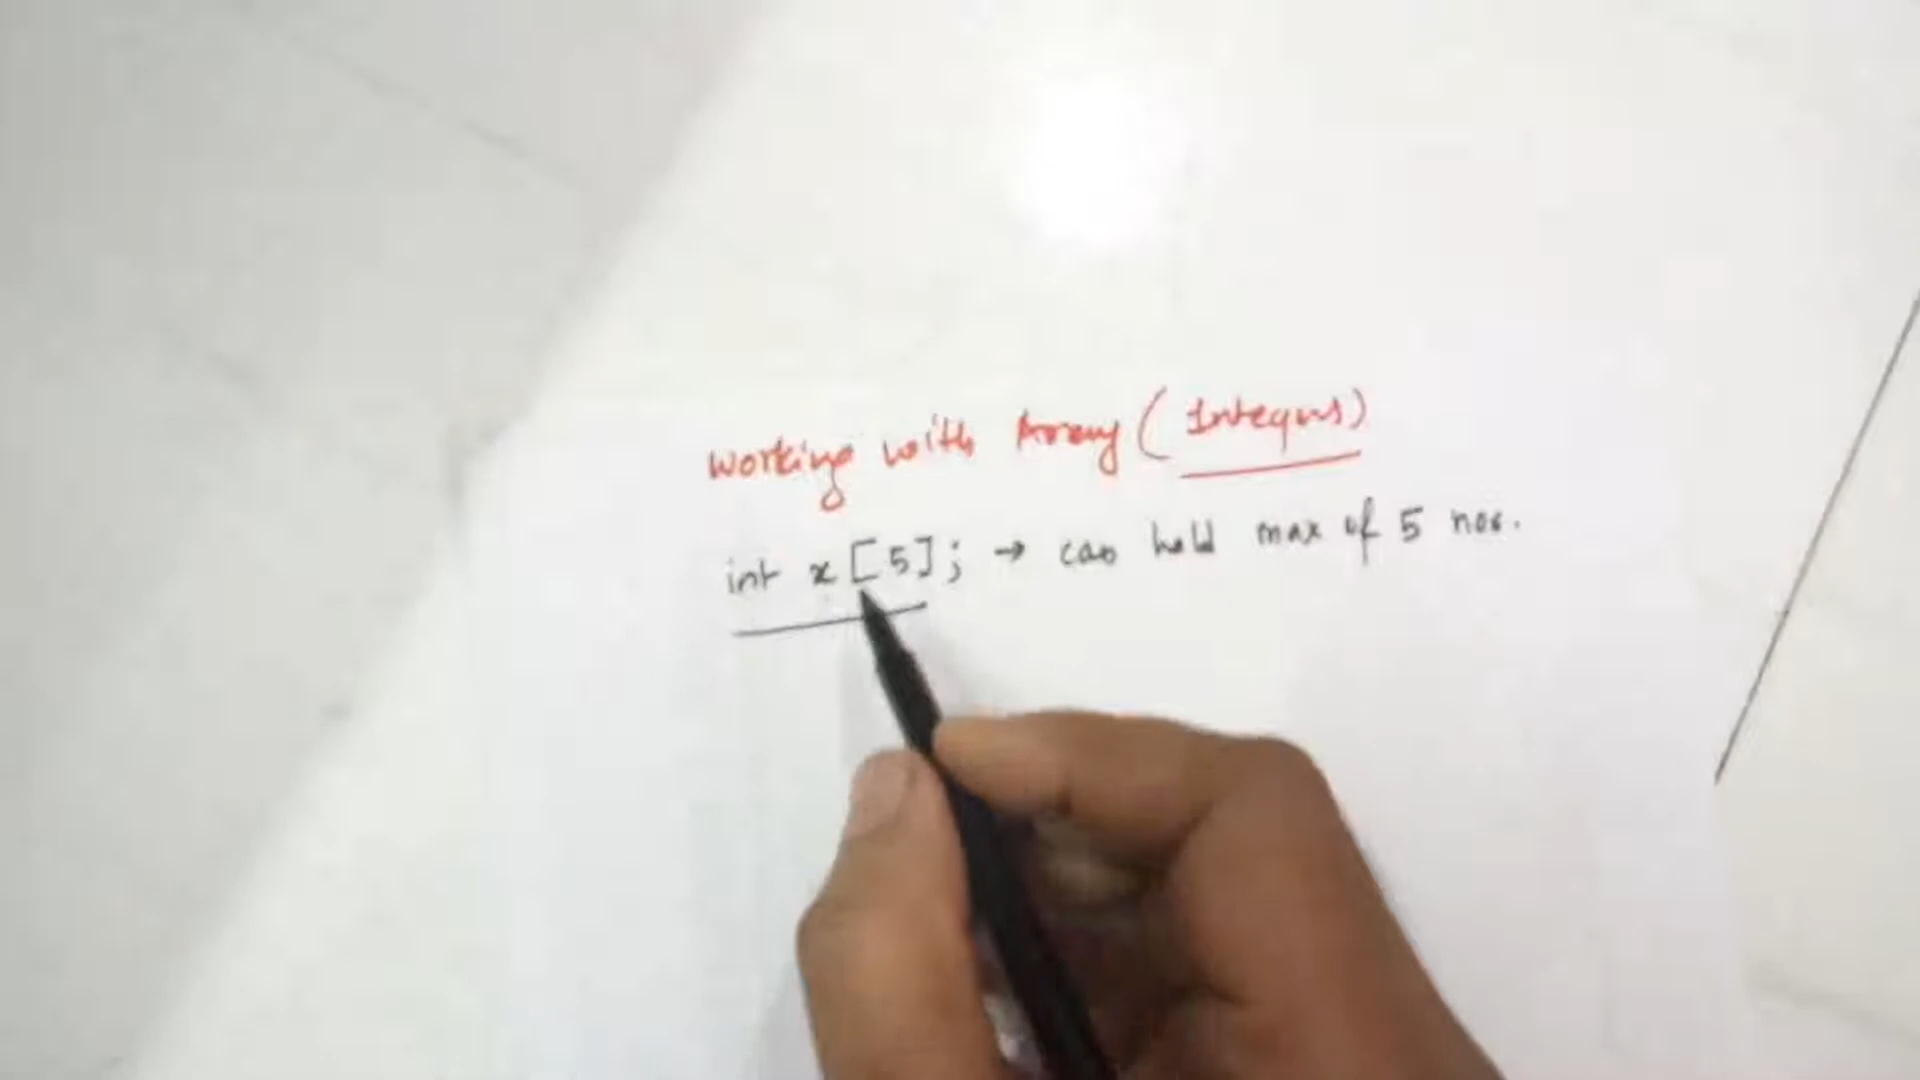 Working with Array (Integers)
int x[5]; → can hold max of 5 nos.